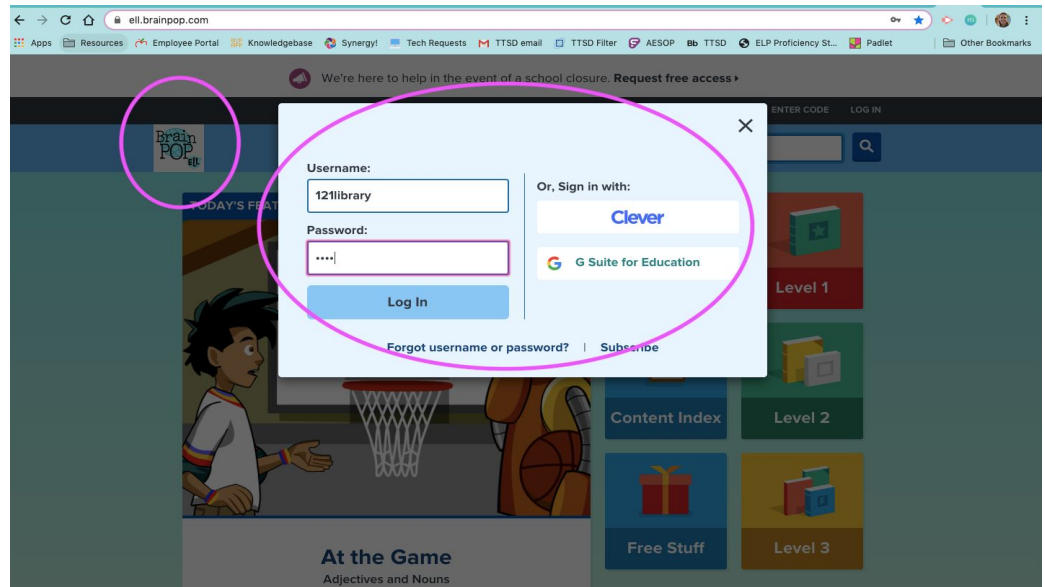 ell.brainpop.com
Apps Resources Employee Portal Knowledgebase Synergy! Tech Requests TTSD email TTSD Filter AESOP Bb TTSD ELP Proficiency St... Padlet Other Bookmarks
We're here to help in the event of a school closure. Request free access
ENTER CODE LOG IN
Brain
POP
ELL
TODAY'S FEAT
Username:
121library
Password:
••••
Log In
Or, Sign in with:
Clever
G Suite for Education
Forgot username or password? | Subscribe
Level 1
Content Index
Level 2
Free Stuff
Level 3
At the Game
Adjectives and Nouns